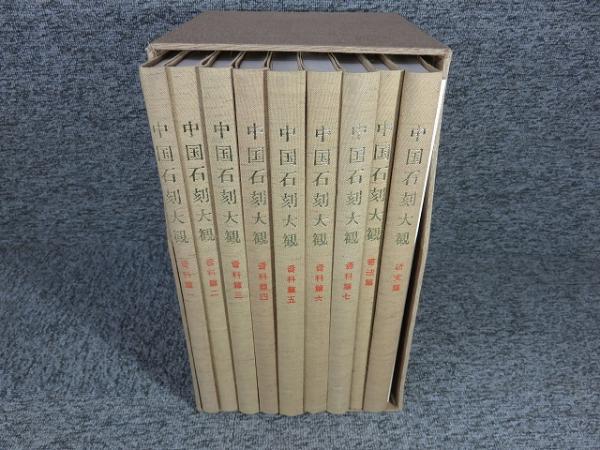 中国石刻大観 資料篇一
中国石刻大観 資料篇二
中国石刻大観 資料篇三
中国石刻大観 資料篇四
中国石刻大観 資料篇五
中国石刻大観 資料篇六
中国石刻大観 資料篇七
中国石刻大観
中国石刻大観